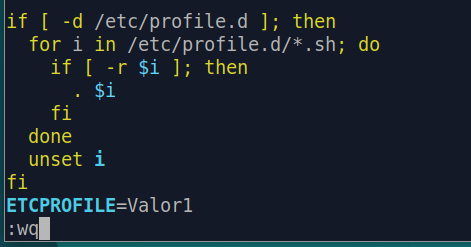 if [ -d /etc/profile.d ]; then
  for i in /etc/profile.d/*.sh; do
    if [ -r $i ]; then
      . $i
    fi
  done
  unset i
fi
ETCPROFILE=Valor1
:wq